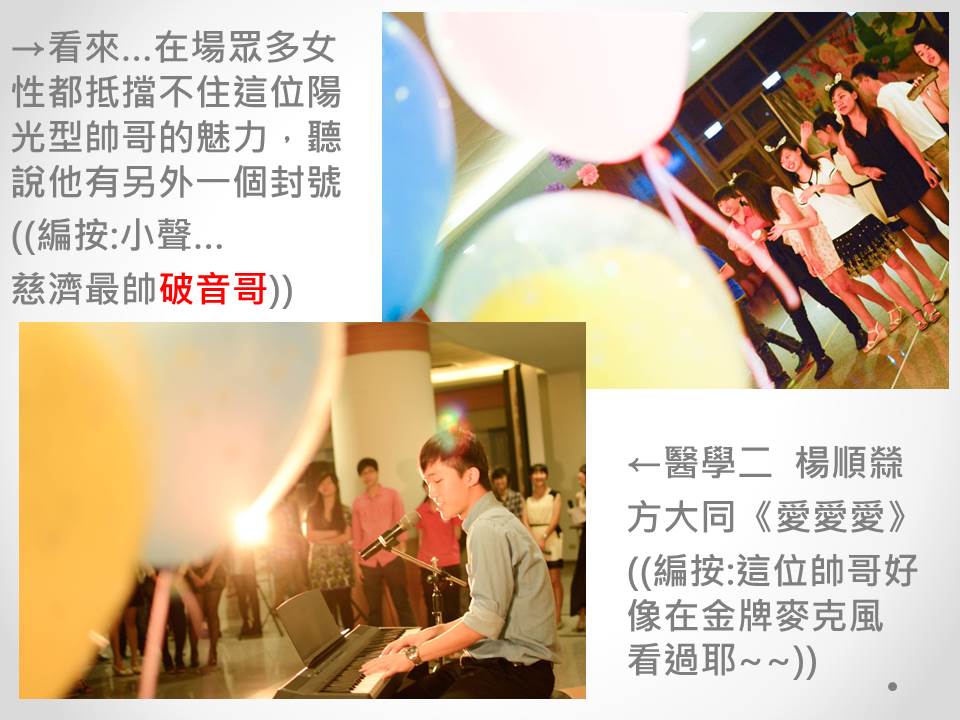 →看來…在場眾多女
性都抵擋不住這位陽
光型帥哥的魅力，聽
說他有另外一個封號
((編按:小聲…
慈濟最帥破音哥))
←醫學二 楊順縈
方大同《愛愛愛》
((編按:這位帥哥好
像在金牌麥克風
看過耶~~))